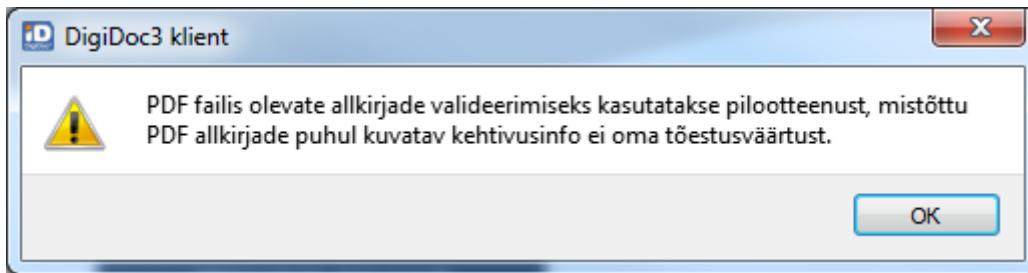 DigiDoc3 klient
PDF failis olevate allkirjade valideerimiseks kasutatakse pilootteenust, mistõttu
PDF allkirjade puhul kuvatav kehtivusinfo ei oma tõestusväärtust.
OK